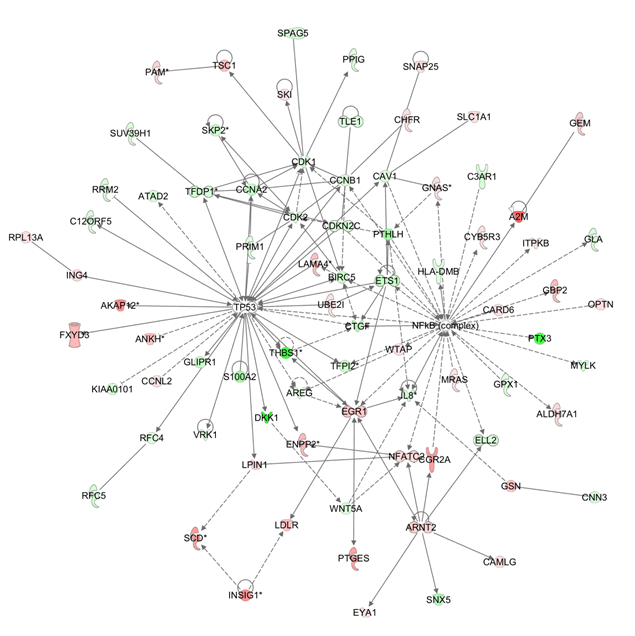 SPAG5
PPIG
PAM*
TSC1
SNAP25
SKI
SUV39H1
SKP2*
TLE1
CHFR
SLC1A1
GEM
CDK1
RRM2
ATAD2
TFDP1*
CCNA2
CCNB1
CAV1
GNAS*
C3AR1
C12ORF5
CDK2
CDKN2C
A2M
RPL13A
PRIM1
PTHLH
CYB5R3
ITPKB
GLA
ING4
LAMA4*
BIRC5
ETS1
HLA-DMB
GBP2
AKAP12*
TP53
UBE2I
CARD6
OPTN
FXYD3
ANKH*
CTGF
NFkB (complex)
PTX3
GLIPR1
THBS1*
TFPI2*
WTAP
KIAA0101
CCNL2
S100A2
AREG
IL8*
MRAS
GPX1
MYLK
RFC4
VRK1
DKK1
EGR1
ALDH7A1
ENPP2*
ELL2
RFC5
LPIN1
NFATC2
GSN
CNN3
WNT5A
SCD*
LDLR
ARNT2
PTGES
CAMLG
INSIG1*
EYA1
SNX5